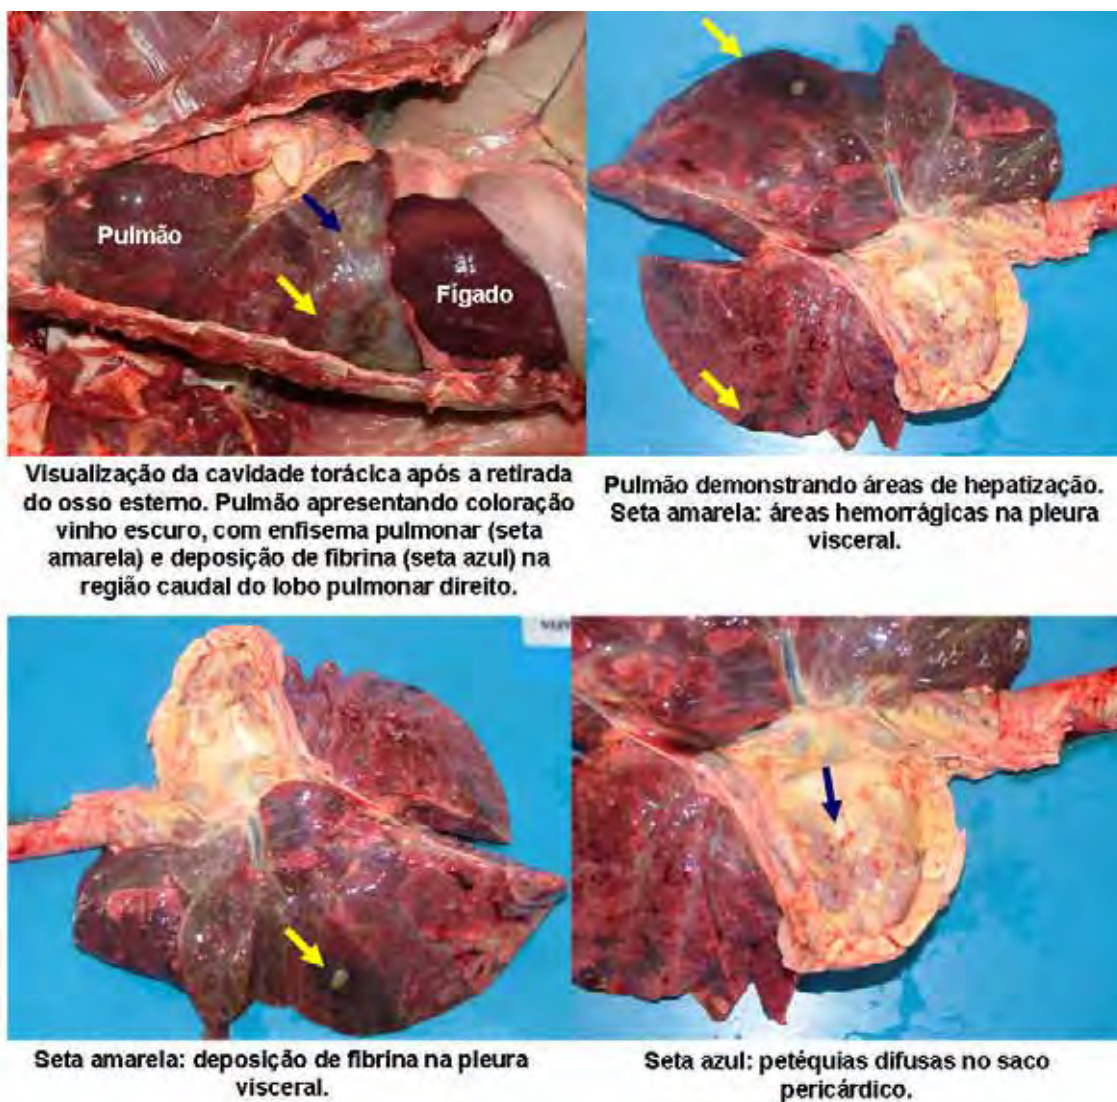 Pulmão
Fígado
Visualização da cavidade torácica após a retirada
do osso esterno. Pulmão apresentando coloração
vinho escuro, com enfisema pulmonar (seta
amarela) e deposição de fibrina (seta azul) na
região caudal do lobo pulmonar direito.
Pulmão demonstrando áreas de hepatização.
Seta amarela: áreas hemorrágicas na pleura
visceral.
Seta amarela: deposição de fibrina na pleura
visceral.
Seta azul: petéquias difusas no saco
pericárdico.